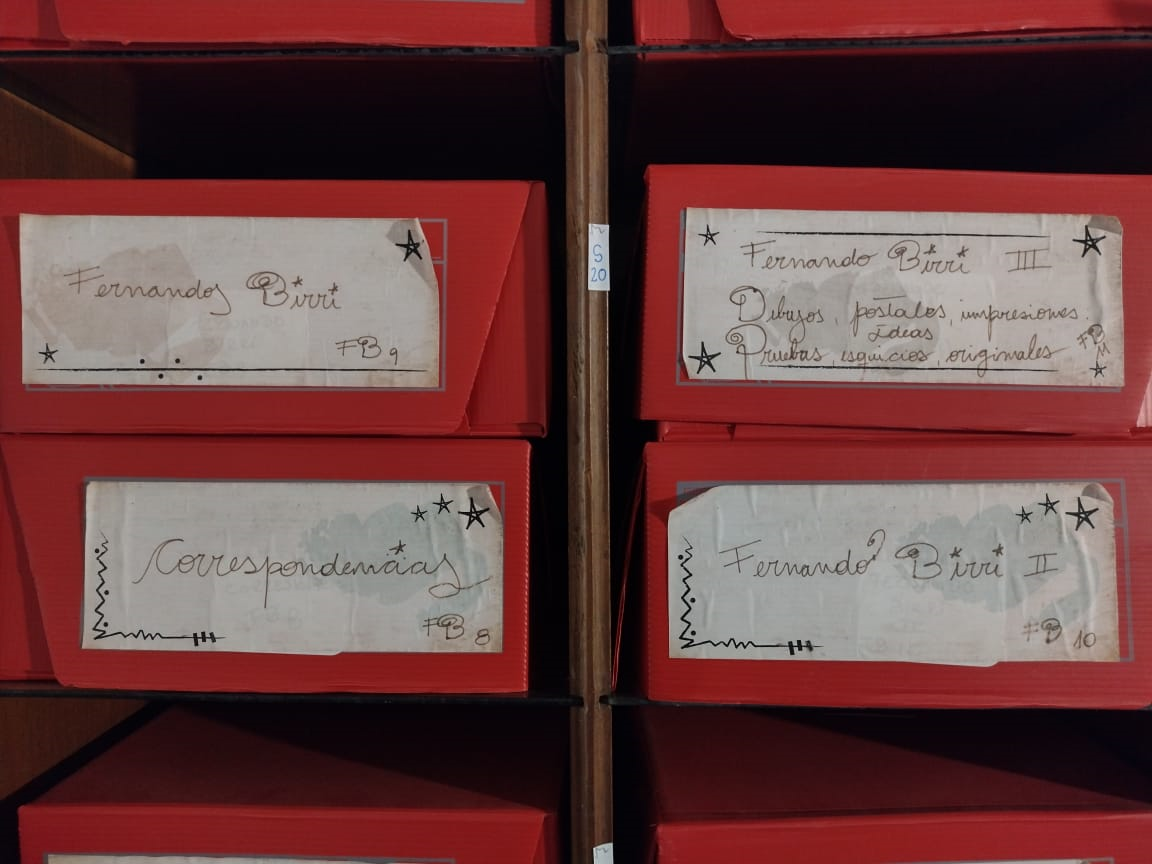 Fernando Birri
FB 9
S
20
Fernando Birri III
Dibujos, postales, impresiones.
Ideas
Pruebas, esquicios, originales
FB
Correspondencias
FB 8
Fernando Birri II
FB 10